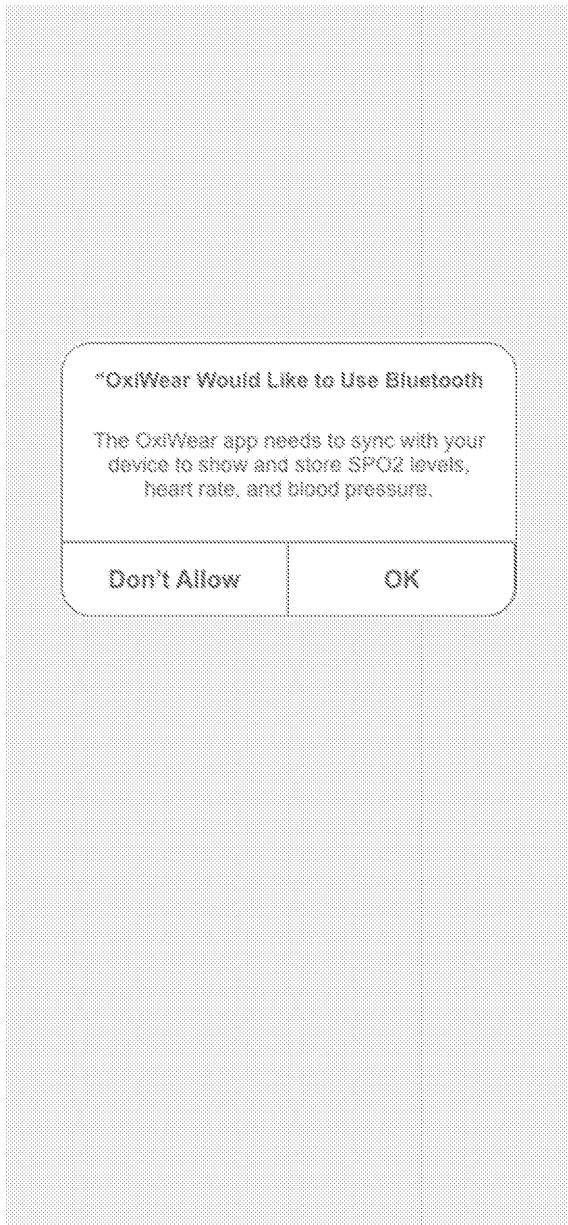 “OxiWear Would Like to Use Bluetooth
The OxiWear app needs to sync with your
device to show and store SPO2 levels,
heart rate, and blood pressure.
Don't Allow
OK